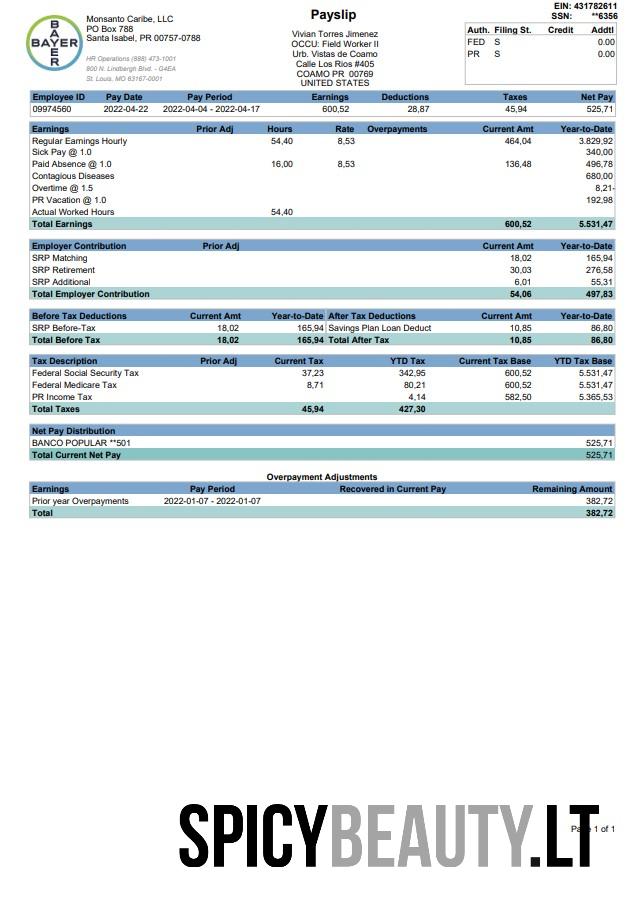 EIN: 431782611
SSN: **6356
BAYER
BAYER
Monsanto Caribe, LLC
PO Box 788
Santa Isabel, PR 00757-0788
HR Operations (888) 473-1001
800 N. Lindbergh Blvd. - G4EA
St. Louis, MO 63167-0001
Payslip
Vivian Torres Jimenez
OCCU: Field Worker II
Urb. Vistas de Coamo
Calle Los Rios #405
COAMO PR 00769
UNITED STATES
Auth. Filing St. Credit Addtl
FED S 0.00
PR S 0.00
Employee ID Pay Date Pay Period Earnings Deductions Taxes Net Pay
09974560 2022-04-22 2022-04-04 - 2022-04-17 600,52 28,87 45,94 525,71
Earnings Prior Adj Hours Rate Overpayments Current Amt Year-to-Date
Regular Earnings Hourly 54,40 8,53 464,04 3.829,92
Sick Pay @ 1.0 340,00
Paid Absence @ 1.0 16,00 8,53 136,48 496,78
Contagious Diseases 680,00
Overtime @ 1.5 8,21-
PR Vacation @ 1.0 192,98
Actual Worked Hours 54,40
Total Earnings 600,52 5.531,47
Employer Contribution Prior Adj Current Amt Year-to-Date
SRP Matching 18,02 165,94
SRP Retirement 30,03 276,58
SRP Additional 6,01 55,31
Total Employer Contribution 54,06 497,83
Before Tax Deductions Current Amt Year-to-Date After Tax Deductions Current Amt Year-to-Date
SRP Before-Tax 18,02 165,94 Savings Plan Loan Deduct 10,85 86,80
Total Before Tax 18,02 165,94 Total After Tax 10,85 86,80
Tax Description Prior Adj Current Tax YTD Tax Current Tax Base YTD Tax Base
Federal Social Security Tax 37,23 342,95 600,52 5.531,47
Federal Medicare Tax 8,71 80,21 600,52 5.531,47
PR Income Tax 4,14 582,50 5.365,53
Total Taxes 45,94 427,30
Net Pay Distribution
BANCO POPULAR **501 525,71
Total Current Net Pay 525,71
Overpayment Adjustments
Earnings Pay Period Recovered in Current Pay Remaining Amount
Prior year Overpayments 2022-01-07 - 2022-01-07 382,72
Total 382,72
SPICYBEAUTY.LT
Page 1 of 1